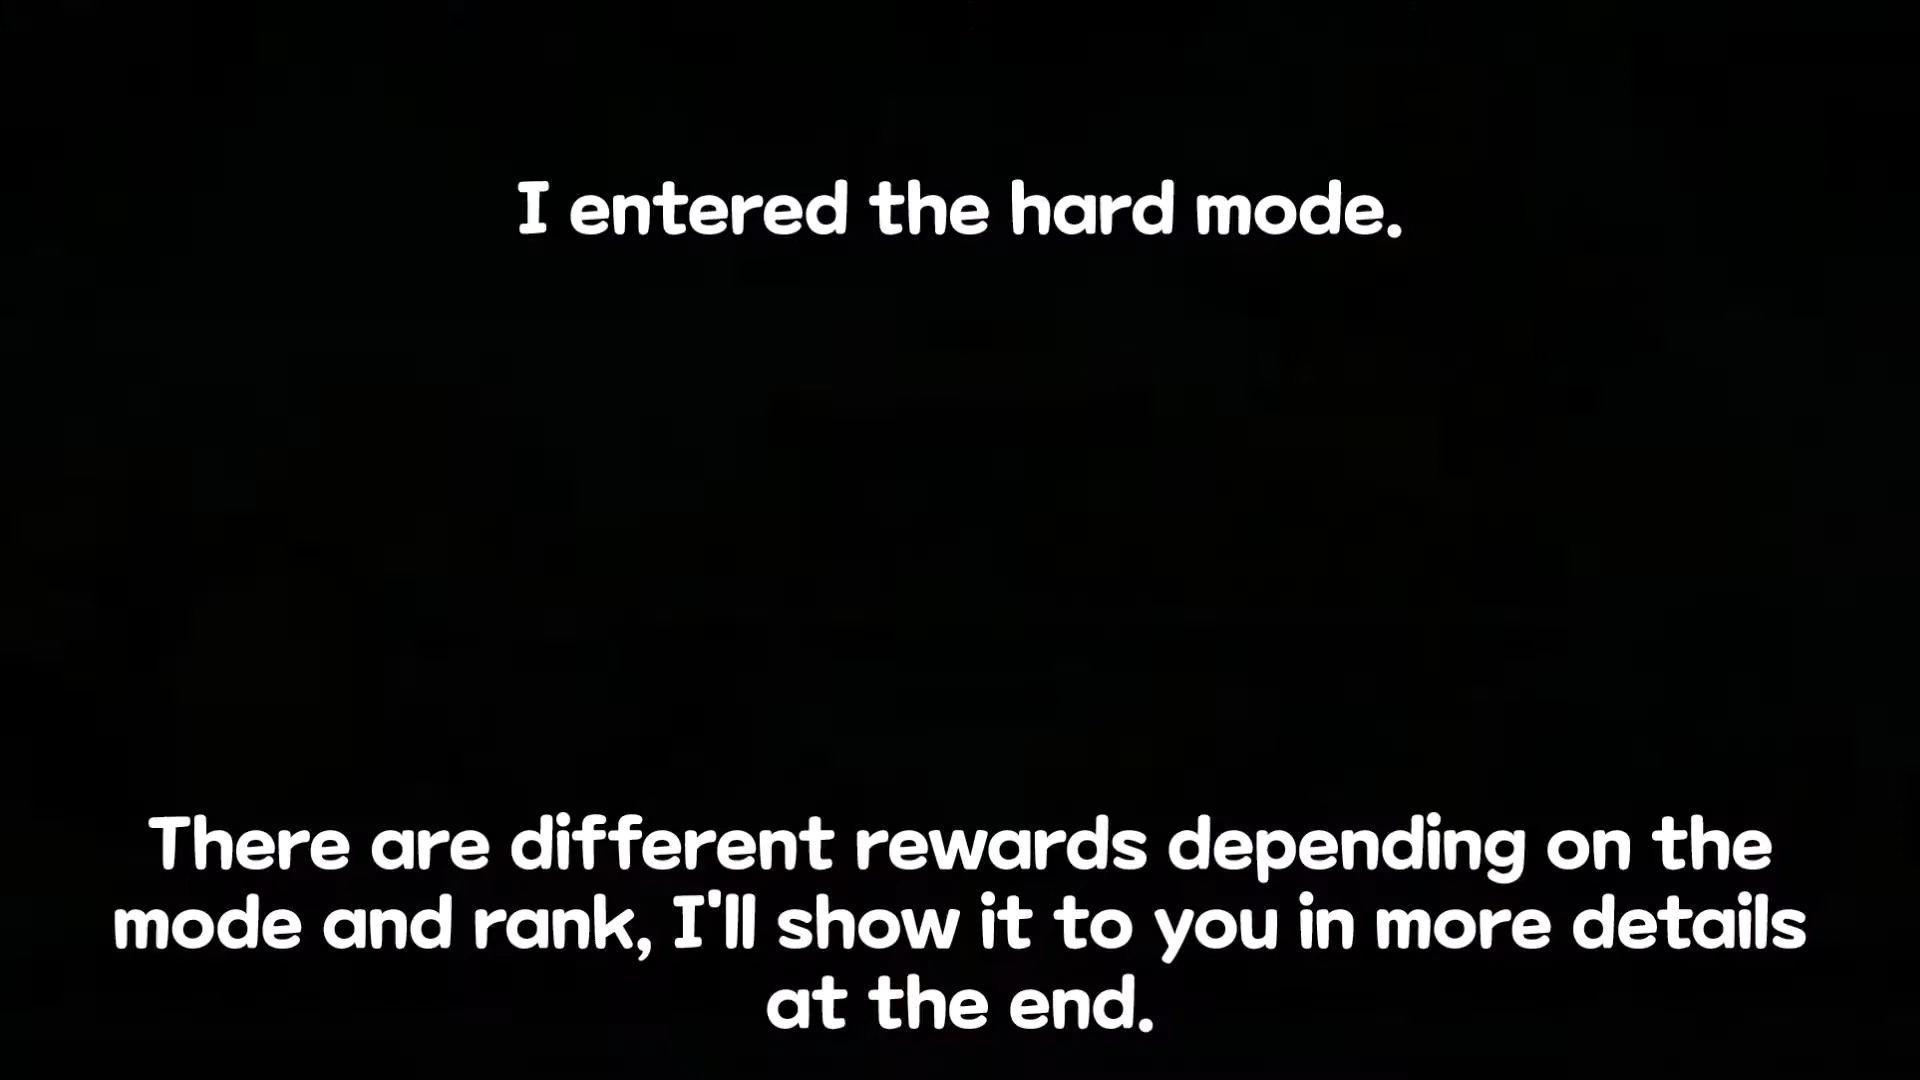 I entered the hard mode.
There are different rewards depending on the
mode and rank, I'll show it to you in more details
at the end.